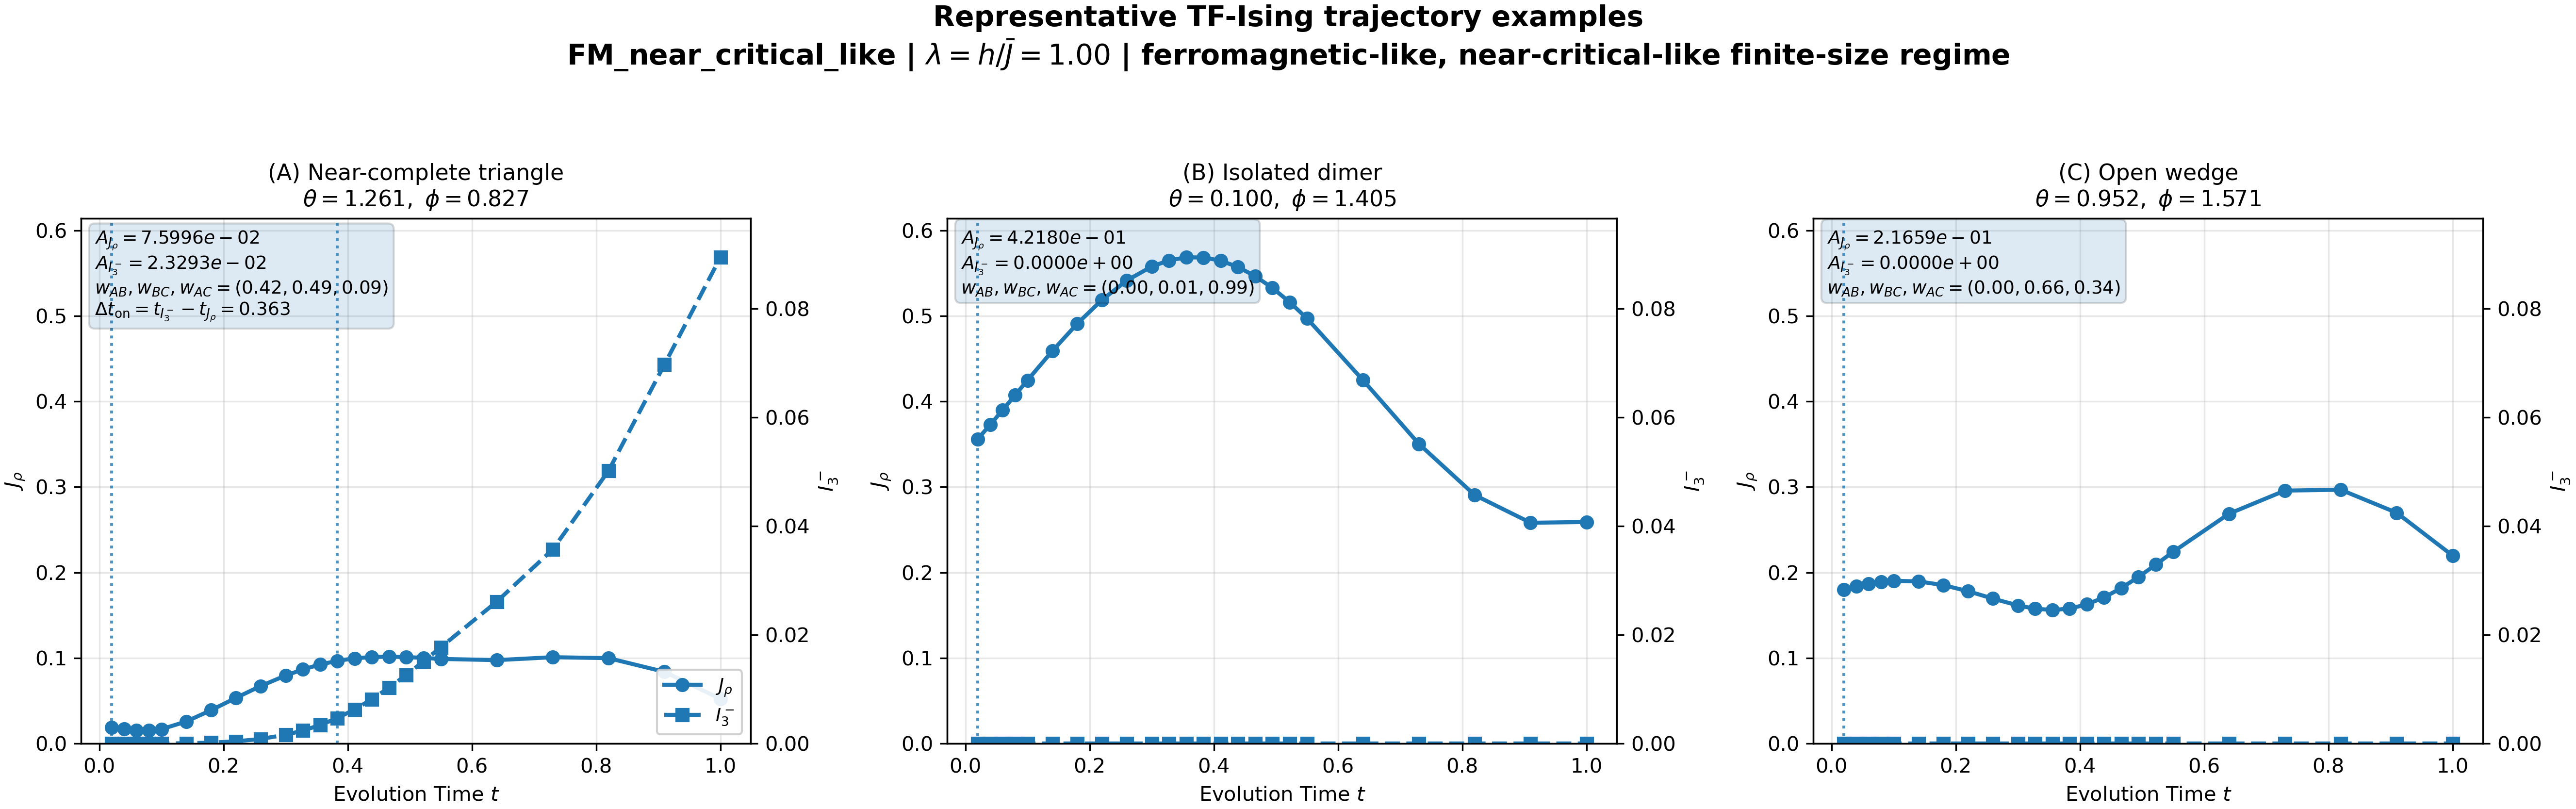 Representative TF-Ising trajectory examples
FM_near_critical_like | λ = h/J̄ = 1.00 | ferromagnetic-like, near-critical-like finite-size regime
(A) Near-complete triangle
θ = 1.261, ϕ = 0.827
A_{J_ρ} = 7.5996e − 02
A_{I_3^-} = 2.3293e − 02
w_{AB}, w_{BC}, w_{AC} = (0.42, 0.49, 0.09)
Δt_{on} = t_{I_3^-} − t_{J_ρ} = 0.363
0.6
0.5
0.4
0.3
0.2
0.1
0.0
J_ρ
0.08
0.06
0.04
0.02
0.00
I_3^-
J_ρ
I_3^-
0.0 0.2 0.4 0.6 0.8 1.0
Evolution Time t
(B) Isolated dimer
θ = 0.100, ϕ = 1.405
A_{J_ρ} = 4.2180e − 01
A_{I_3^-} = 0.0000e + 00
w_{AB}, w_{BC}, w_{AC} = (0.00, 0.01, 0.99)
0.6
0.5
0.4
0.3
0.2
0.1
0.0
J_ρ
0.08
0.06
0.04
0.02
0.00
I_3^-
0.0 0.2 0.4 0.6 0.8 1.0
Evolution Time t
(C) Open wedge
θ = 0.952, ϕ = 1.571
A_{J_ρ} = 2.1659e − 01
A_{I_3^-} = 0.0000e + 00
w_{AB}, w_{BC}, w_{AC} = (0.00, 0.66, 0.34)
0.6
0.5
0.4
0.3
0.2
0.1
0.0
J_ρ
0.08
0.06
0.04
0.02
0.00
I_3^-
0.0 0.2 0.4 0.6 0.8 1.0
Evolution Time t